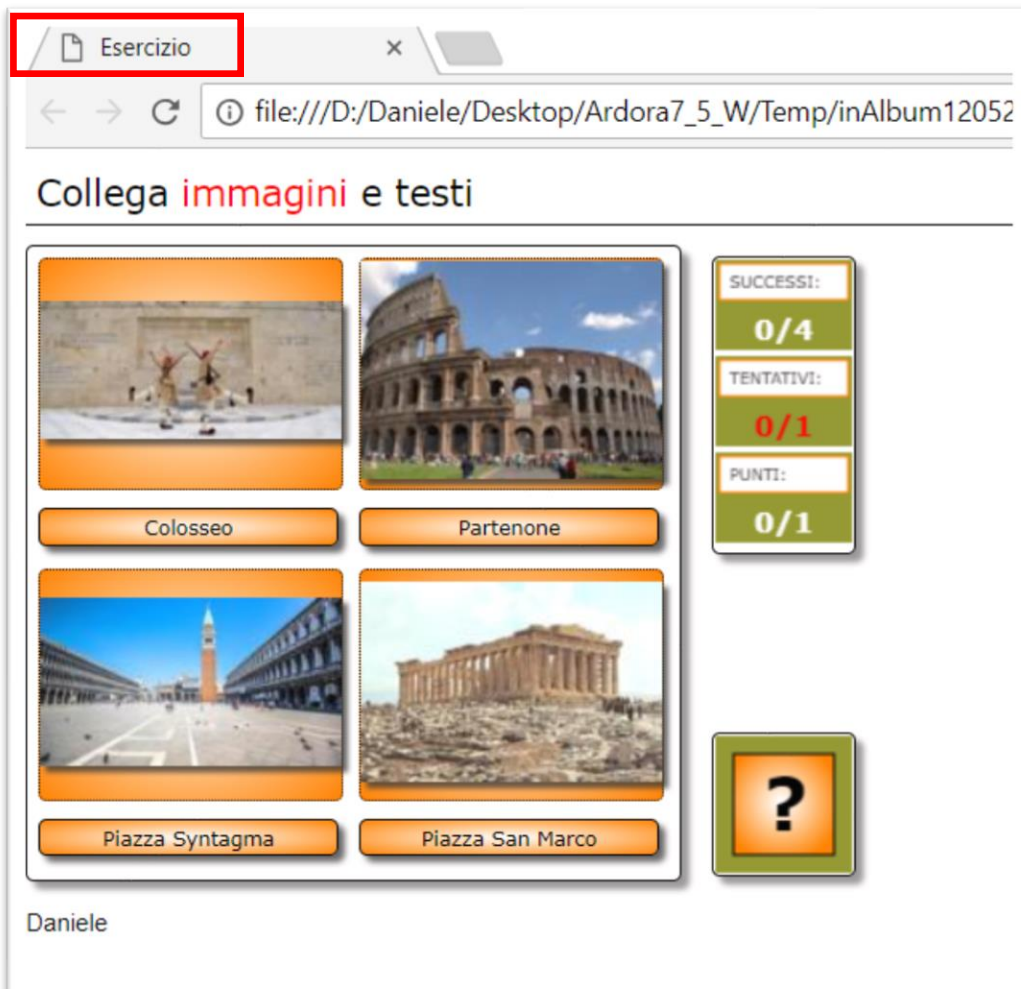 Esercizio
file:///D:/Daniele/Desktop/Ardora7_5_W/Temp/inAlbum12052
Collega immagini e testi
SUCCESSI:
0/4
TENTATIVI:
0/1
PUNTI:
0/1
Colosseo
Partenone
Piazza Syntagma
Piazza San Marco
?
Daniele